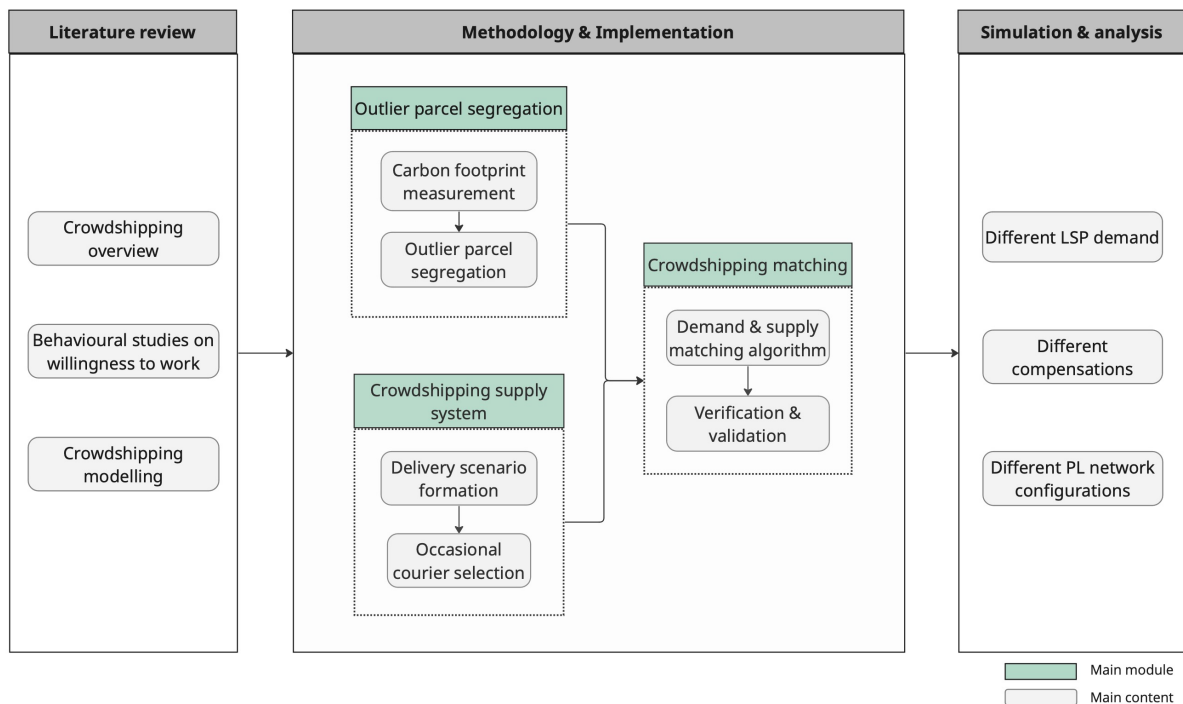 Literature review
Crowdshipping
overview
Behavioural studies on
willingness to work
Crowdshipping
modelling
Methodology & Implementation
Outlier parcel segregation
Carbon footprint
measurement
Outlier parcel
segregation
Crowdshipping supply
system
Delivery scenario
formation
Occasional
courier selection
Crowdshipping matching
Demand & supply
matching algorithm
Verification &
validation
Simulation & analysis
Different LSP demand
Different
compensations
Different PL network
configurations
Main module
Main content